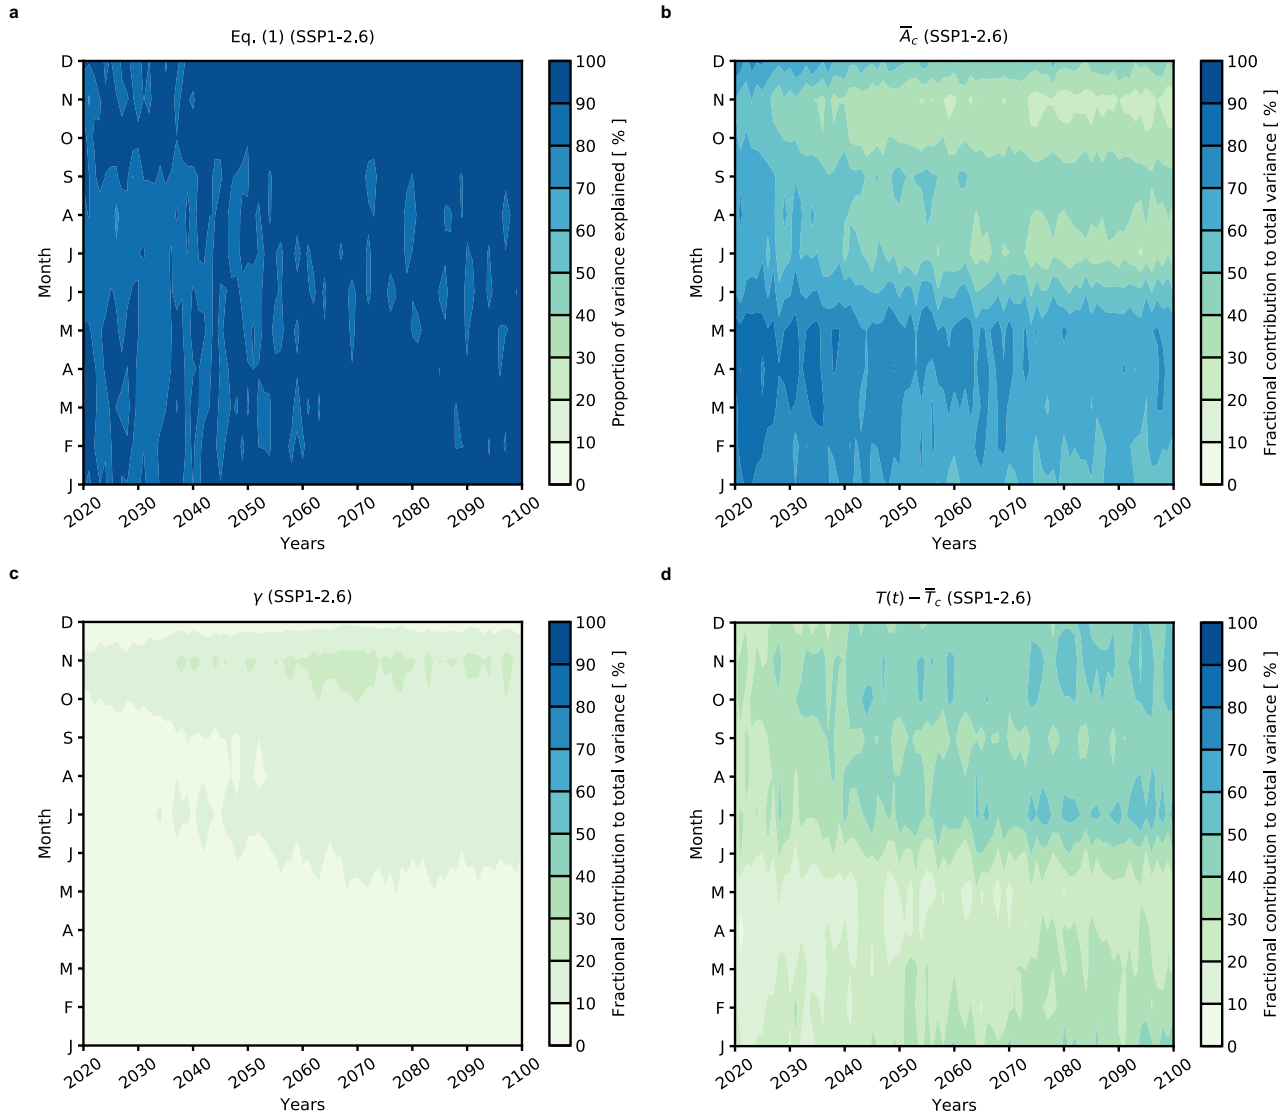 a
Eq. (1) (SSP1-2.6)
D
N
O
S
A
J
J
M
A
M
F
J
Month
2020
2030
2040
2050
2060
2070
2080
2090
2100
Years
100
90
80
70
60
50
40
30
20
10
0
Proportion of variance explained [ % ]
b
A̅c (SSP1-2.6)
D
N
O
S
A
J
J
M
A
M
F
J
Month
2020
2030
2040
2050
2060
2070
2080
2090
2100
Years
100
90
80
70
60
50
40
30
20
10
0
Fractional contribution to total variance [ % ]
c
γ (SSP1-2.6)
D
N
O
S
A
J
J
M
A
M
F
J
Month
2020
2030
2040
2050
2060
2070
2080
2090
2100
Years
100
90
80
70
60
50
40
30
20
10
0
Fractional contribution to total variance [ % ]
d
T(t) − T̅c (SSP1-2.6)
D
N
O
S
A
J
J
M
A
M
F
J
Month
2020
2030
2040
2050
2060
2070
2080
2090
2100
Years
100
90
80
70
60
50
40
30
20
10
0
Fractional contribution to total variance [ % ]